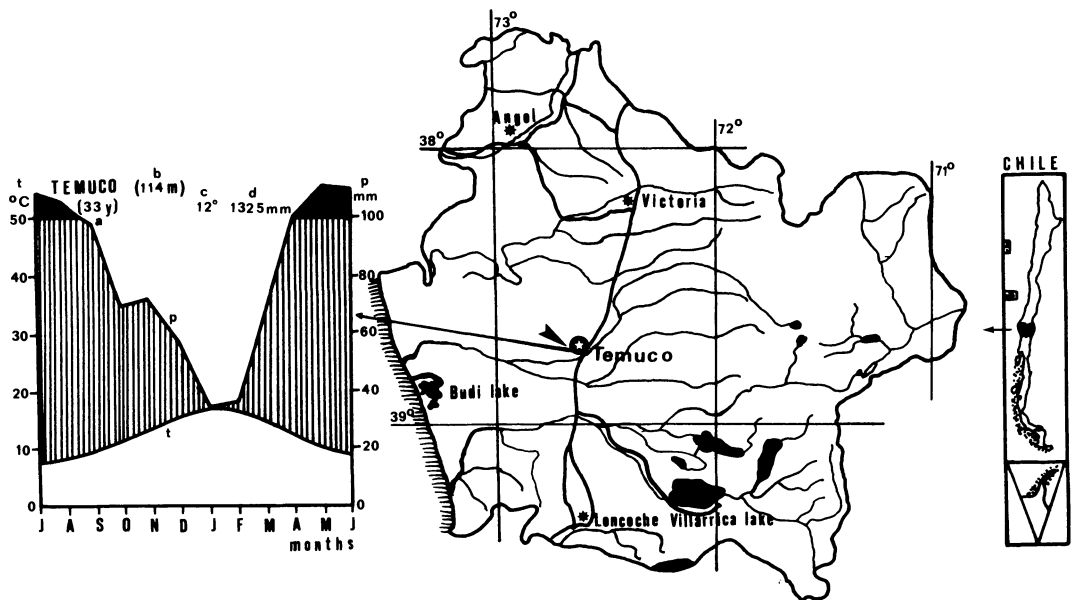 t
°C
TEMUCO
(33 y)
a
b
(114 m)
c
12°
d
1325 mm
p
mm
50
40
30
20
10
0
100
80
60
40
20
0
p
t
J A S O N D J F M A M J
months
73°
72°
71°
38°
39°
Angol
Victoria
Temuco
Budi lake
Loncoche
Villarrica lake
CHILE